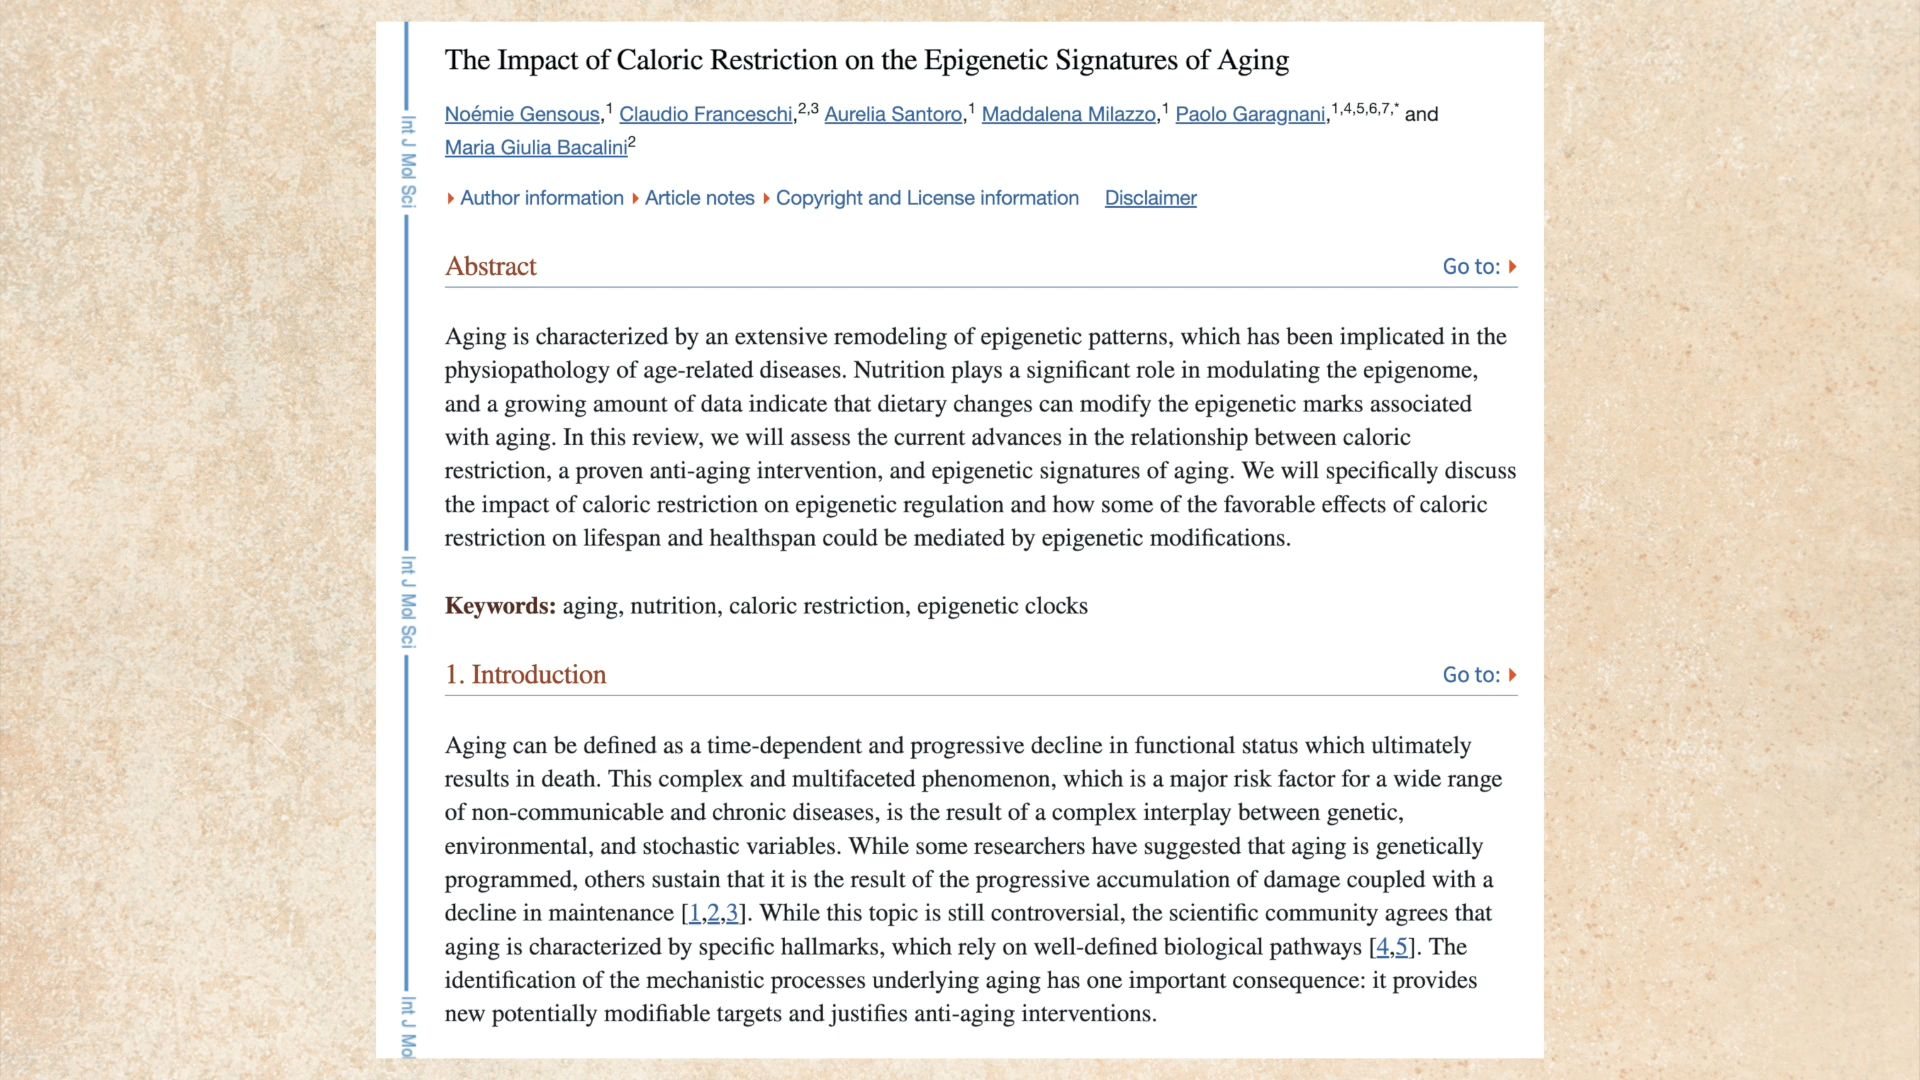 The Impact of Caloric Restriction on the Epigenetic Signatures of Aging
Noémie Gensous,1 Claudio Franceschi,2,3 Aurelia Santoro,1 Maddalena Milazzo,1 Paolo Garagnani,1,4,5,6,7,* and
Maria Giulia Bacalini2
Author information Article notes Copyright and License information Disclaimer
Abstract
Go to:
Aging is characterized by an extensive remodeling of epigenetic patterns, which has been implicated in the
physiopathology of age-related diseases. Nutrition plays a significant role in modulating the epigenome,
and a growing amount of data indicate that dietary changes can modify the epigenetic marks associated
with aging. In this review, we will assess the current advances in the relationship between caloric
restriction, a proven anti-aging intervention, and epigenetic signatures of aging. We will specifically discuss
the impact of caloric restriction on epigenetic regulation and how some of the favorable effects of caloric
restriction on lifespan and healthspan could be mediated by epigenetic modifications.
Keywords: aging, nutrition, caloric restriction, epigenetic clocks
1. Introduction
Go to:
Aging can be defined as a time-dependent and progressive decline in functional status which ultimately
results in death. This complex and multifaceted phenomenon, which is a major risk factor for a wide range
of non-communicable and chronic diseases, is the result of a complex interplay between genetic,
environmental, and stochastic variables. While some researchers have suggested that aging is genetically
programmed, others sustain that it is the result of the progressive accumulation of damage coupled with a
decline in maintenance [1,2,3]. While this topic is still controversial, the scientific community agrees that
aging is characterized by specific hallmarks, which rely on well-defined biological pathways [4,5]. The
identification of the mechanistic processes underlying aging has one important consequence: it provides
new potentially modifiable targets and justifies anti-aging interventions.
Int J Mol Sci
Int J Mol Sci
Int J Mo